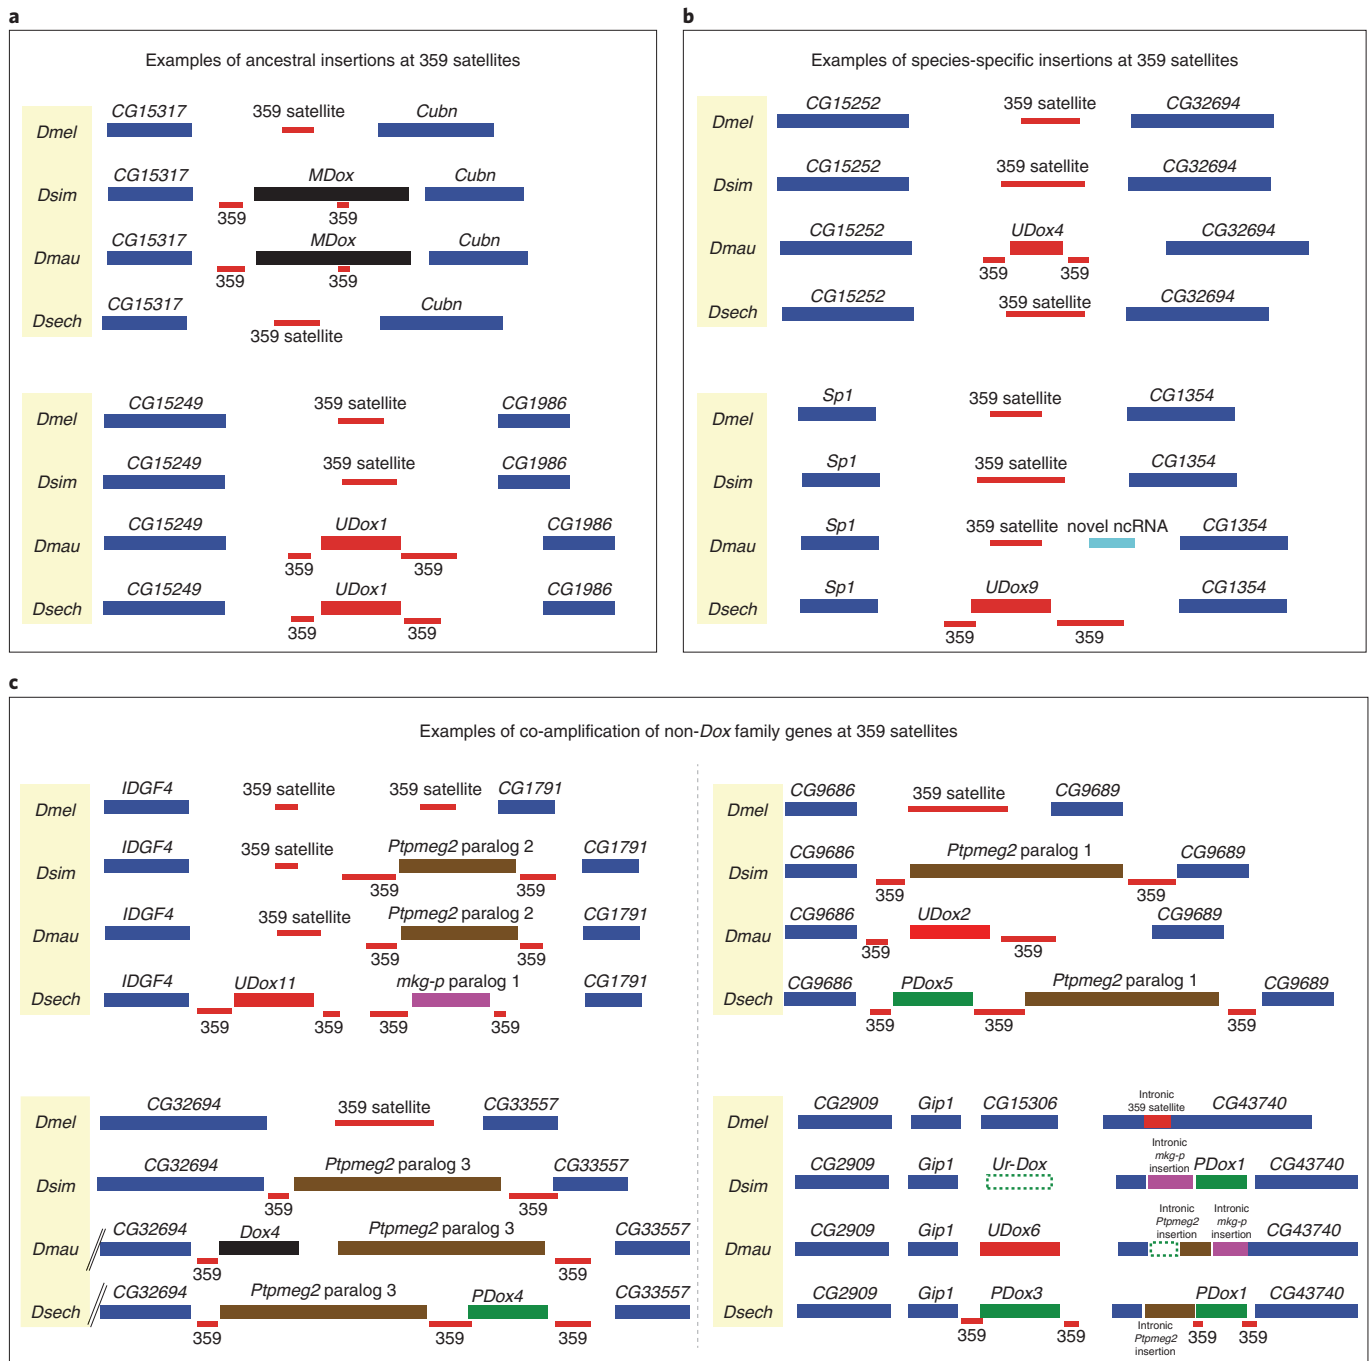 a
Examples of ancestral insertions at 359 satellites
CG15317 359 satellite Cubn
Dmel
CG15317 MDox Cubn
Dsim
359 359
CG15317 MDox Cubn
Dmau
359 359
CG15317 Cubn
Dsech
359 satellite
CG15249 359 satellite CG1986
Dmel
CG15249 359 satellite CG1986
Dsim
CG15249 UDox1 CG1986
Dmau
359 359
CG15249 UDox1 CG1986
Dsech
359 359
b
Examples of species-specific insertions at 359 satellites
CG15252 359 satellite CG32694
Dmel
CG15252 359 satellite CG32694
Dsim
CG15252 UDox4 CG32694
Dmau
359 359
CG15252 359 satellite CG32694
Dsech
Sp1 359 satellite CG1354
Dmel
Sp1 359 satellite CG1354
Dsim
Sp1 359 satellite novel ncRNA CG1354
Dmau
Sp1 UDox9 CG1354
Dsech
359 359
c
Examples of co-amplification of non-Dox family genes at 359 satellites
IDGF4 359 satellite 359 satellite CG1791
Dmel
IDGF4 359 satellite Ptpmeg2 paralog 2 CG1791
Dsim
359 359
IDGF4 359 satellite Ptpmeg2 paralog 2 CG1791
Dmau
359 359
IDGF4 UDox11 mkg-p paralog 1 CG1791
Dsech
359 359 359 359
CG9686 359 satellite CG9689
Dmel
CG9686 Ptpmeg2 paralog 1 CG9689
Dsim
359 359
CG9686 UDox2 CG9689
Dmau
359 359
CG9686 PDox5 Ptpmeg2 paralog 1 CG9689
Dsech
359 359 359
CG32694 359 satellite CG33557
Dmel
CG32694 Ptpmeg2 paralog 3 CG33557
Dsim
359 359
CG32694 Dox4 Ptpmeg2 paralog 3 CG33557
Dmau
359 359
CG32694 Ptpmeg2 paralog 3 PDox4 CG33557
Dsech
359 359 359
CG2909 Gip1 CG15306 Intronic 359 satellite CG43740
Dmel
CG2909 Gip1 Ur-Dox Intronic mkg-p insertion PDox1 CG43740
Dsim
CG2909 Gip1 UDox6 Intronic Ptpmeg2 insertion Intronic mkg-p insertion CG43740
Dmau
CG2909 Gip1 PDox3 PDox1 CG43740
Dsech
359 359 Intronic Ptpmeg2 insertion 359 359